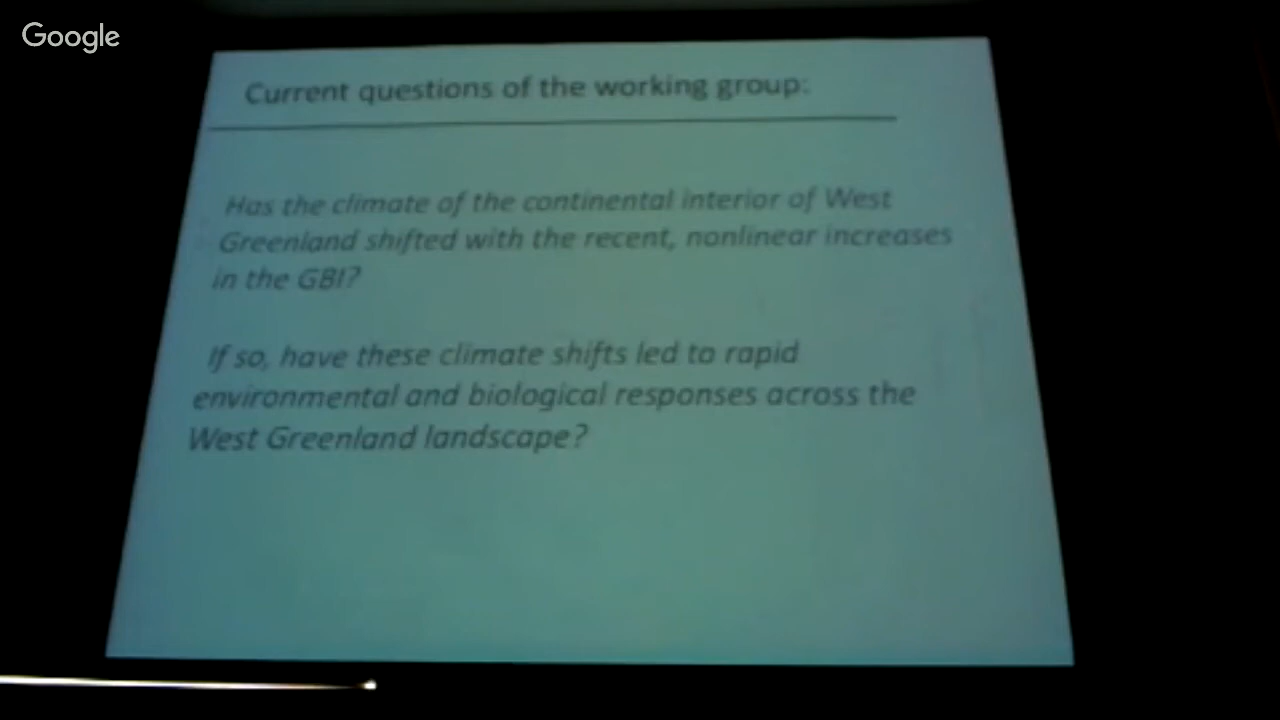 Google
Current questions of the working group:
Has the climate of the continental interior of West
Greenland shifted with the recent, nonlinear increases
in the GBI?
If so, have these climate shifts led to rapid
environmental and biological responses across the
West Greenland landscape?